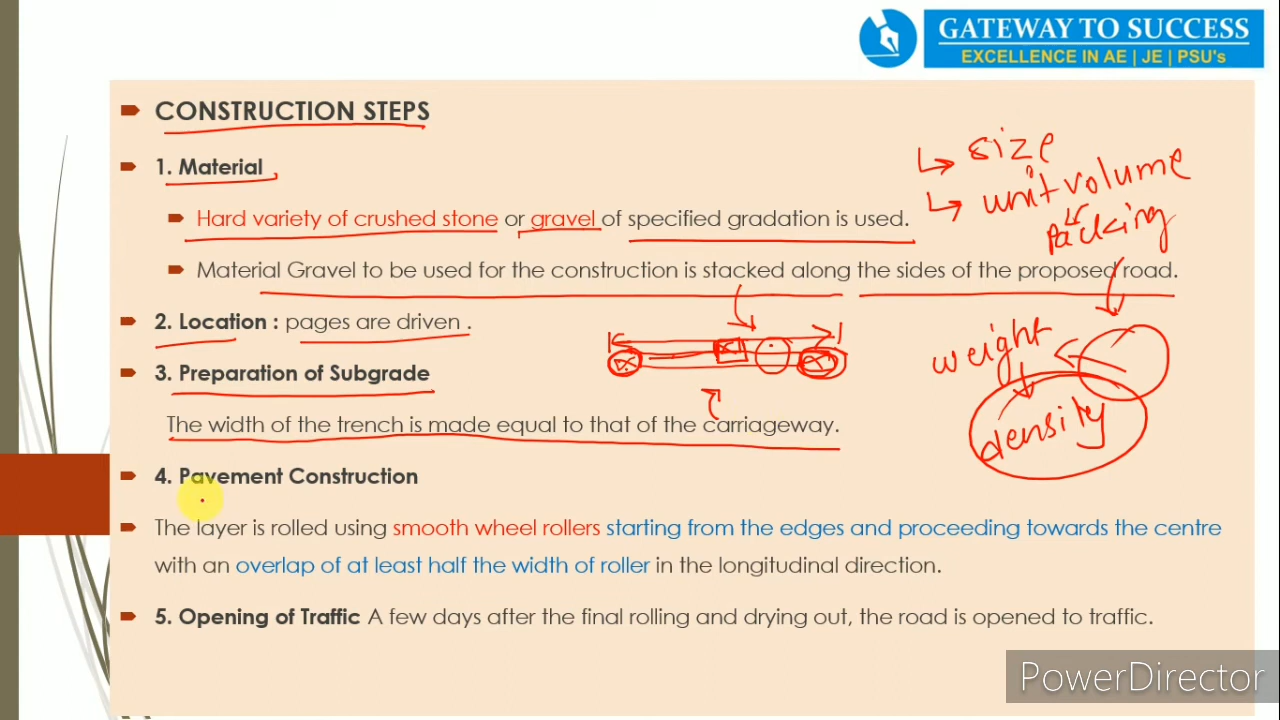 GATEWAY TO SUCCESS
EXCELLENCE IN AE | JE | PSU's
CONSTRUCTION STEPS
1. Material
Hard variety of crushed stone or gravel of specified gradation is used.
Material Gravel to be used for the construction is stacked along the sides of the proposed road.
2. Location : pages are driven .
3. Preparation of Subgrade
The width of the trench is made equal to that of the carriageway.
4. Pavement Construction
The layer is rolled using smooth wheel rollers starting from the edges and proceeding towards the centre
with an overlap of at least half the width of roller in the longitudinal direction.
5. Opening of Traffic A few days after the final rolling and drying out, the road is opened to traffic.
size
unit volume
packing
weight
density
PowerDirector